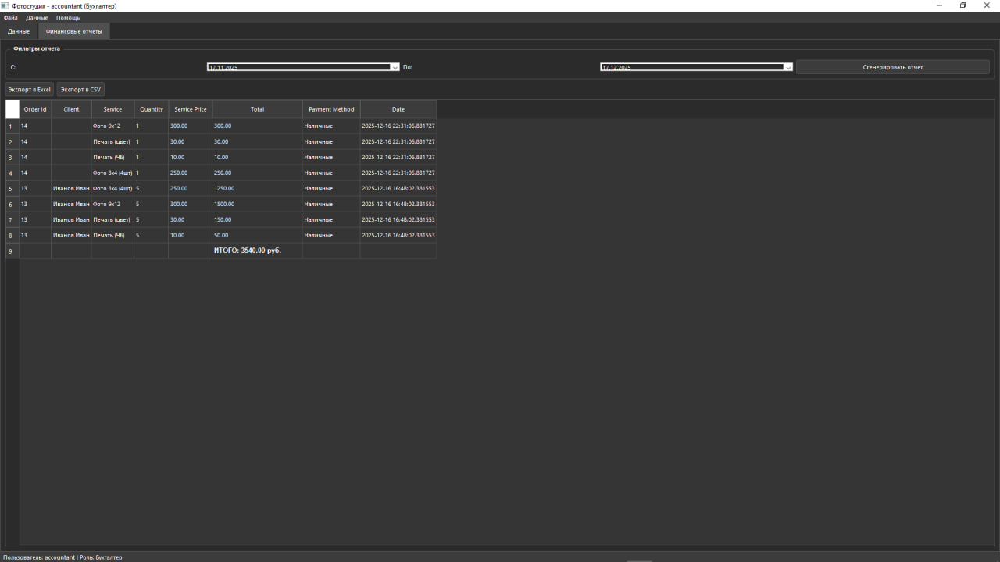 Фотостудия - accountant (Бухгалтер)
Файл Данные Помощь
Данные Финансовые отчеты
Фильтры отчета
С: 17.11.2025 По: 17.12.2025 Сгенерировать отчет
Экспорт в Excel Экспорт в CSV
Order Id Client Service Quantity Service Price Total Payment Method Date
1 14 Фото 9x12 1 300.00 300.00 Наличные 2025-12-16 22:31:06.831727
2 14 Печать (цвет) 1 30.00 30.00 Наличные 2025-12-16 22:31:06.831727
3 14 Печать (ЧБ) 1 10.00 10.00 Наличные 2025-12-16 22:31:06.831727
4 14 Фото 3x4 (4шт) 1 250.00 250.00 Наличные 2025-12-16 22:31:06.831727
5 13 Иванов Иван Фото 3x4 (4шт) 5 250.00 1250.00 Наличные 2025-12-16 16:48:02.381553
6 13 Иванов Иван Фото 9x12 5 300.00 1500.00 Наличные 2025-12-16 16:48:02.381553
7 13 Иванов Иван Печать (цвет) 5 30.00 150.00 Наличные 2025-12-16 16:48:02.381553
8 13 Иванов Иван Печать (ЧБ) 5 10.00 50.00 Наличные 2025-12-16 16:48:02.381553
9 ИТОГО: 3540.00 руб.
Пользователь: accountant | Роль: Бухгалтер